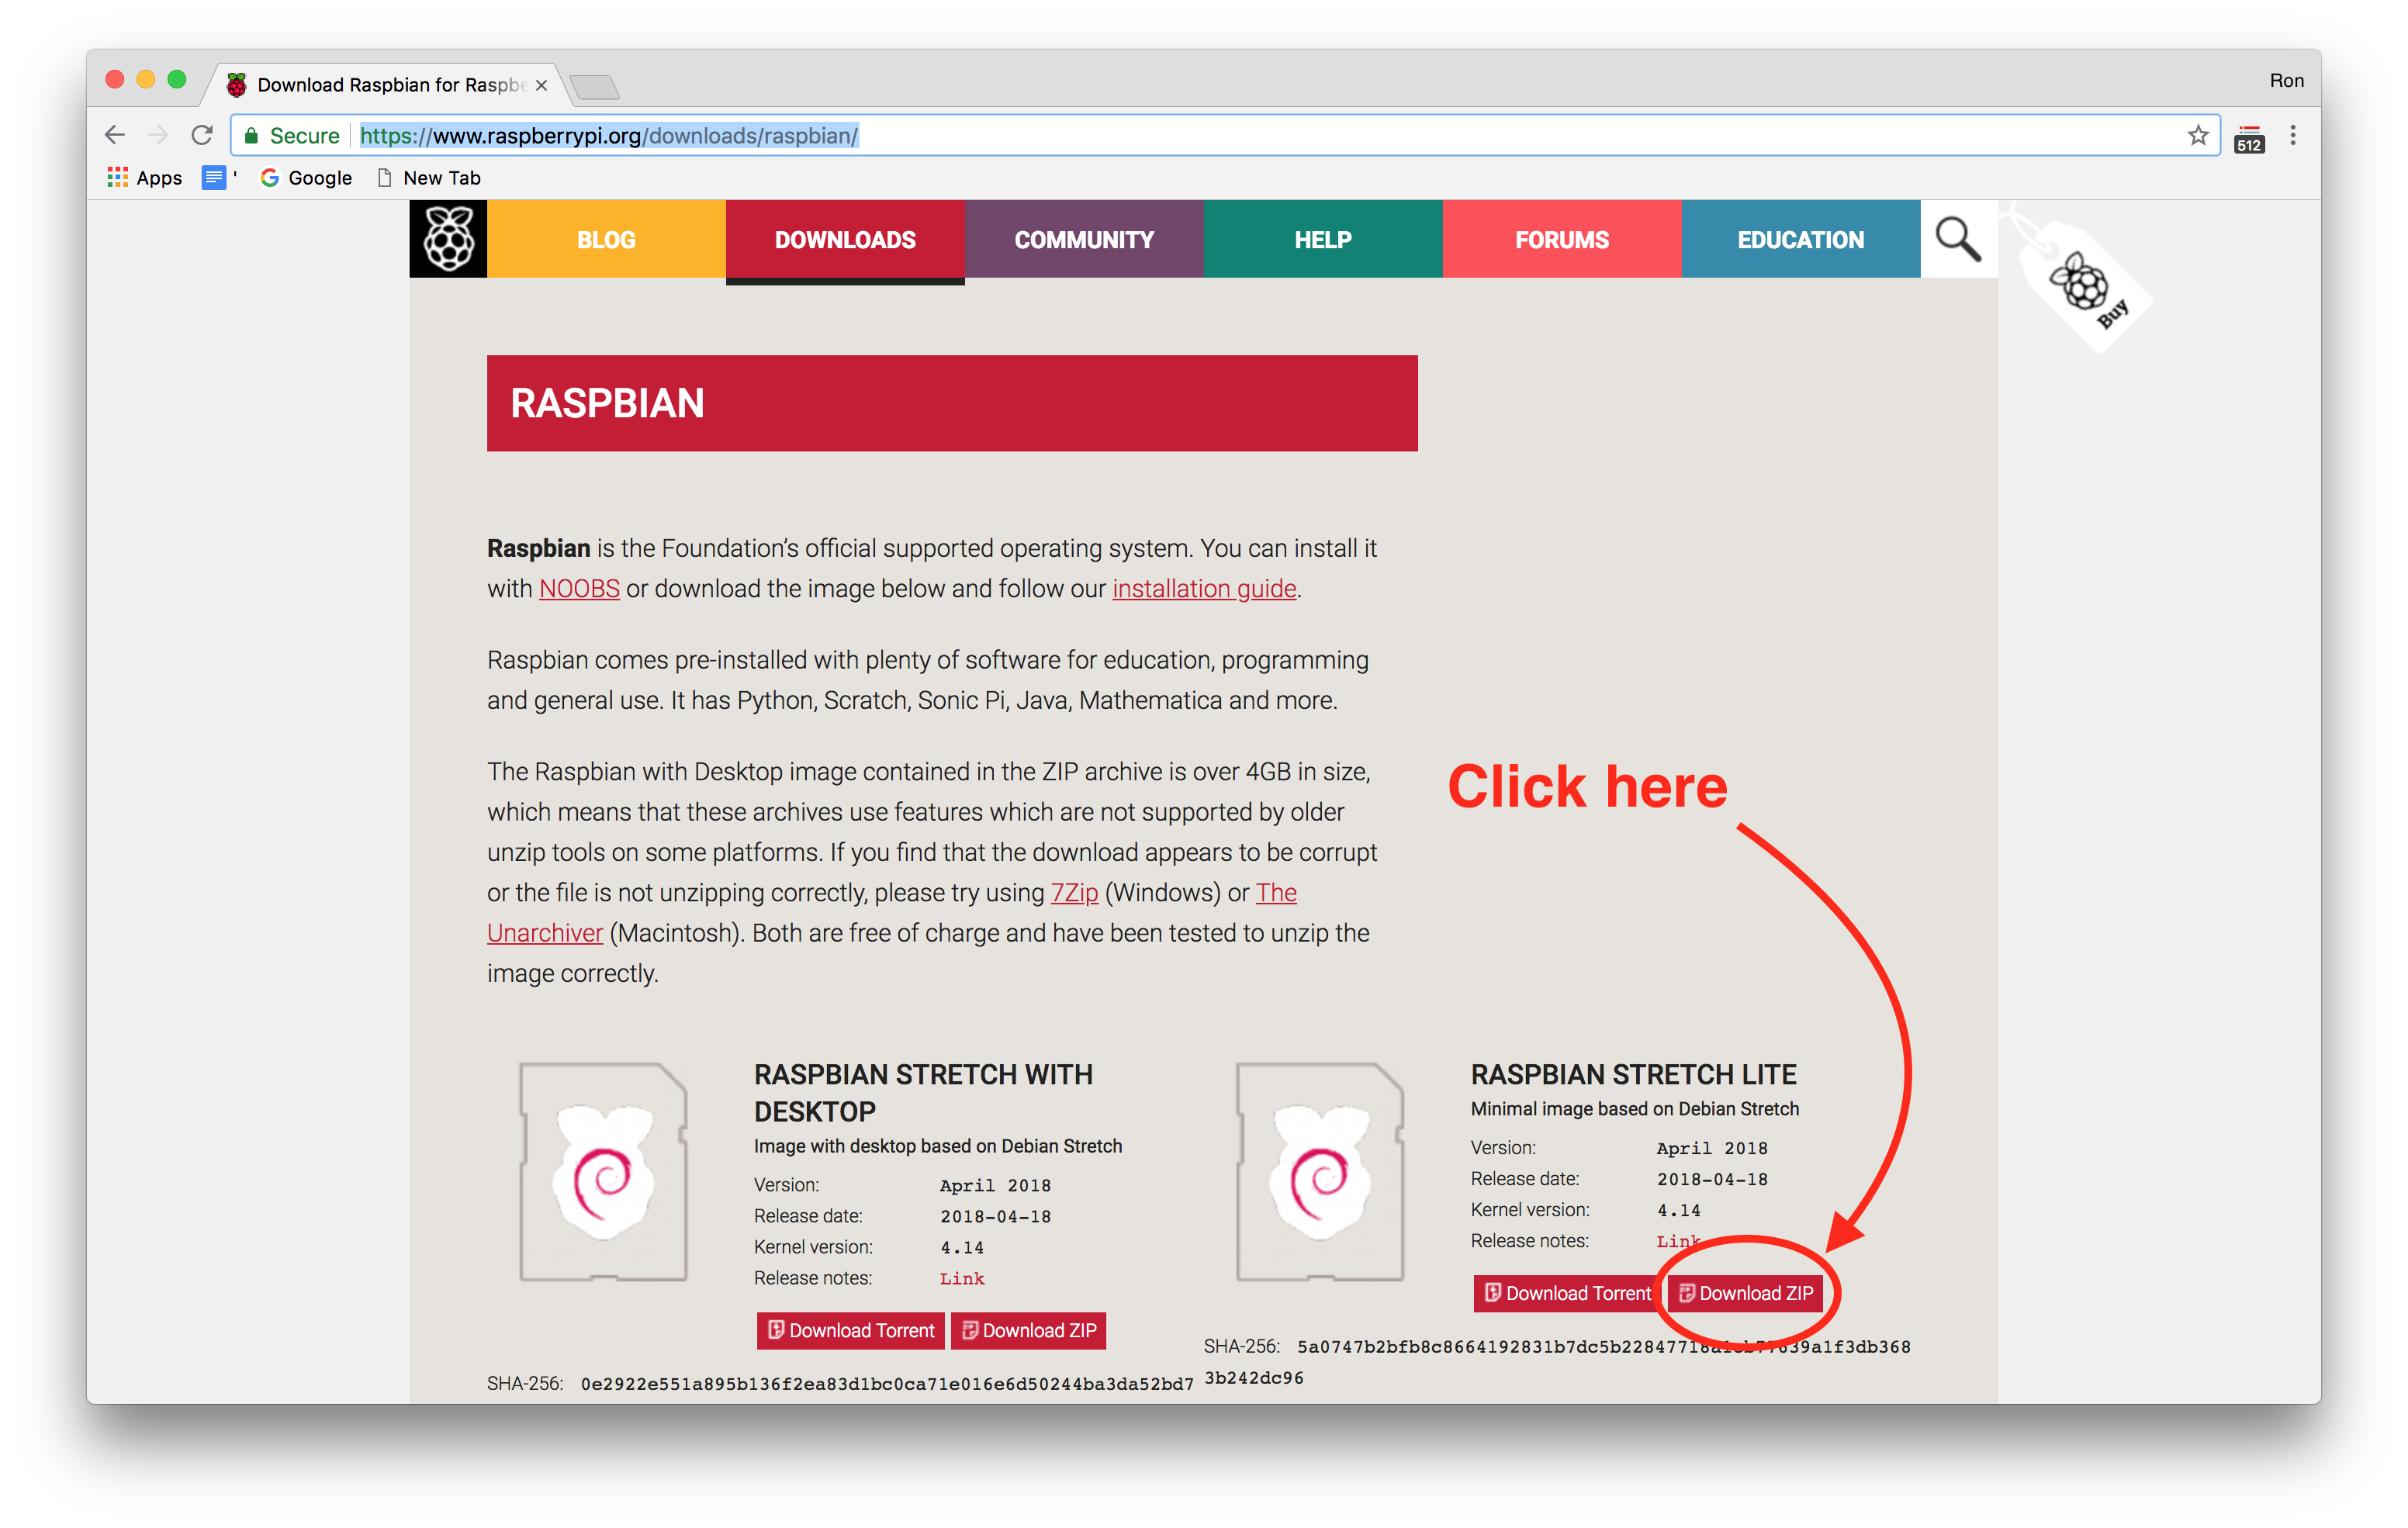 Download Raspbian for Raspbe
Ron
Secure https://www.raspberrypi.org/downloads/raspbian/
512
Apps ' Google New Tab
BLOG DOWNLOADS COMMUNITY HELP FORUMS EDUCATION
Buy
RASPBIAN
Raspbian is the Foundation’s official supported operating system. You can install it
with NOOBS or download the image below and follow our installation guide.
Raspbian comes pre-installed with plenty of software for education, programming
and general use. It has Python, Scratch, Sonic Pi, Java, Mathematica and more.
The Raspbian with Desktop image contained in the ZIP archive is over 4GB in size,
which means that these archives use features which are not supported by older
unzip tools on some platforms. If you find that the download appears to be corrupt
or the file is not unzipping correctly, please try using 7Zip (Windows) or The
Unarchiver (Macintosh). Both are free of charge and have been tested to unzip the
image correctly.
Click here
RASPBIAN STRETCH WITH
DESKTOP
Image with desktop based on Debian Stretch
Version: April 2018
Release date: 2018-04-18
Kernel version: 4.14
Release notes: Link
Download Torrent Download ZIP
SHA-256: 0e2922e551a895b136f2ea83d1bc0ca71e016e6d50244ba3da52bd7
RASPBIAN STRETCH LITE
Minimal image based on Debian Stretch
Version: April 2018
Release date: 2018-04-18
Kernel version: 4.14
Release notes: Link
Download Torrent Download ZIP
SHA-256:
3b242dc96